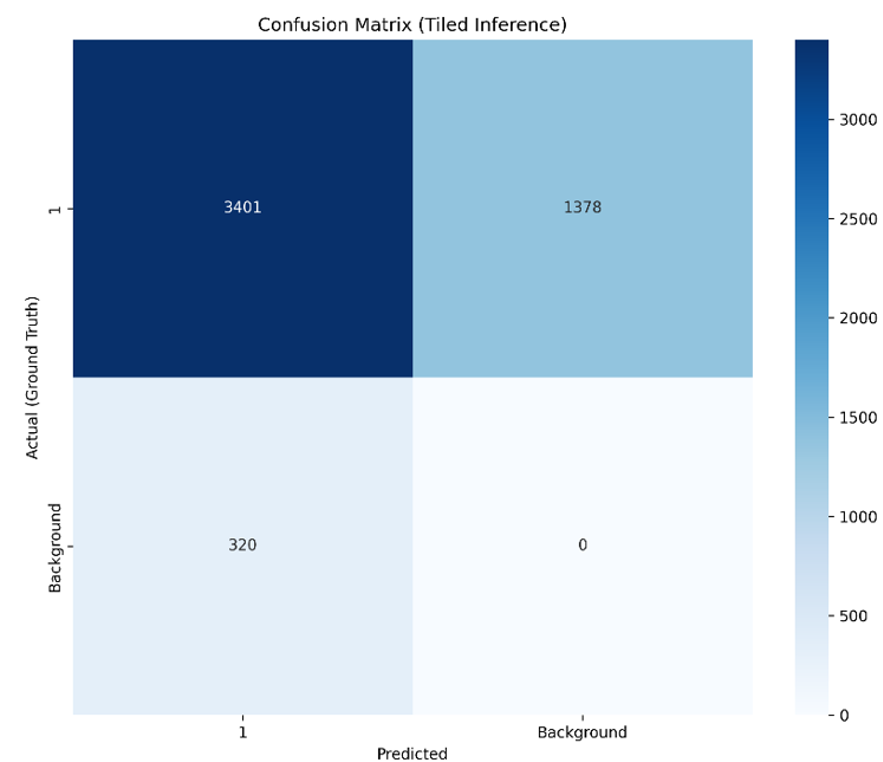 Confusion Matrix (Tiled Inference)
Actual (Ground Truth)
1
3401
1378
Background
320
0
1
Background
Predicted
3000
2500
2000
1500
1000
500
0